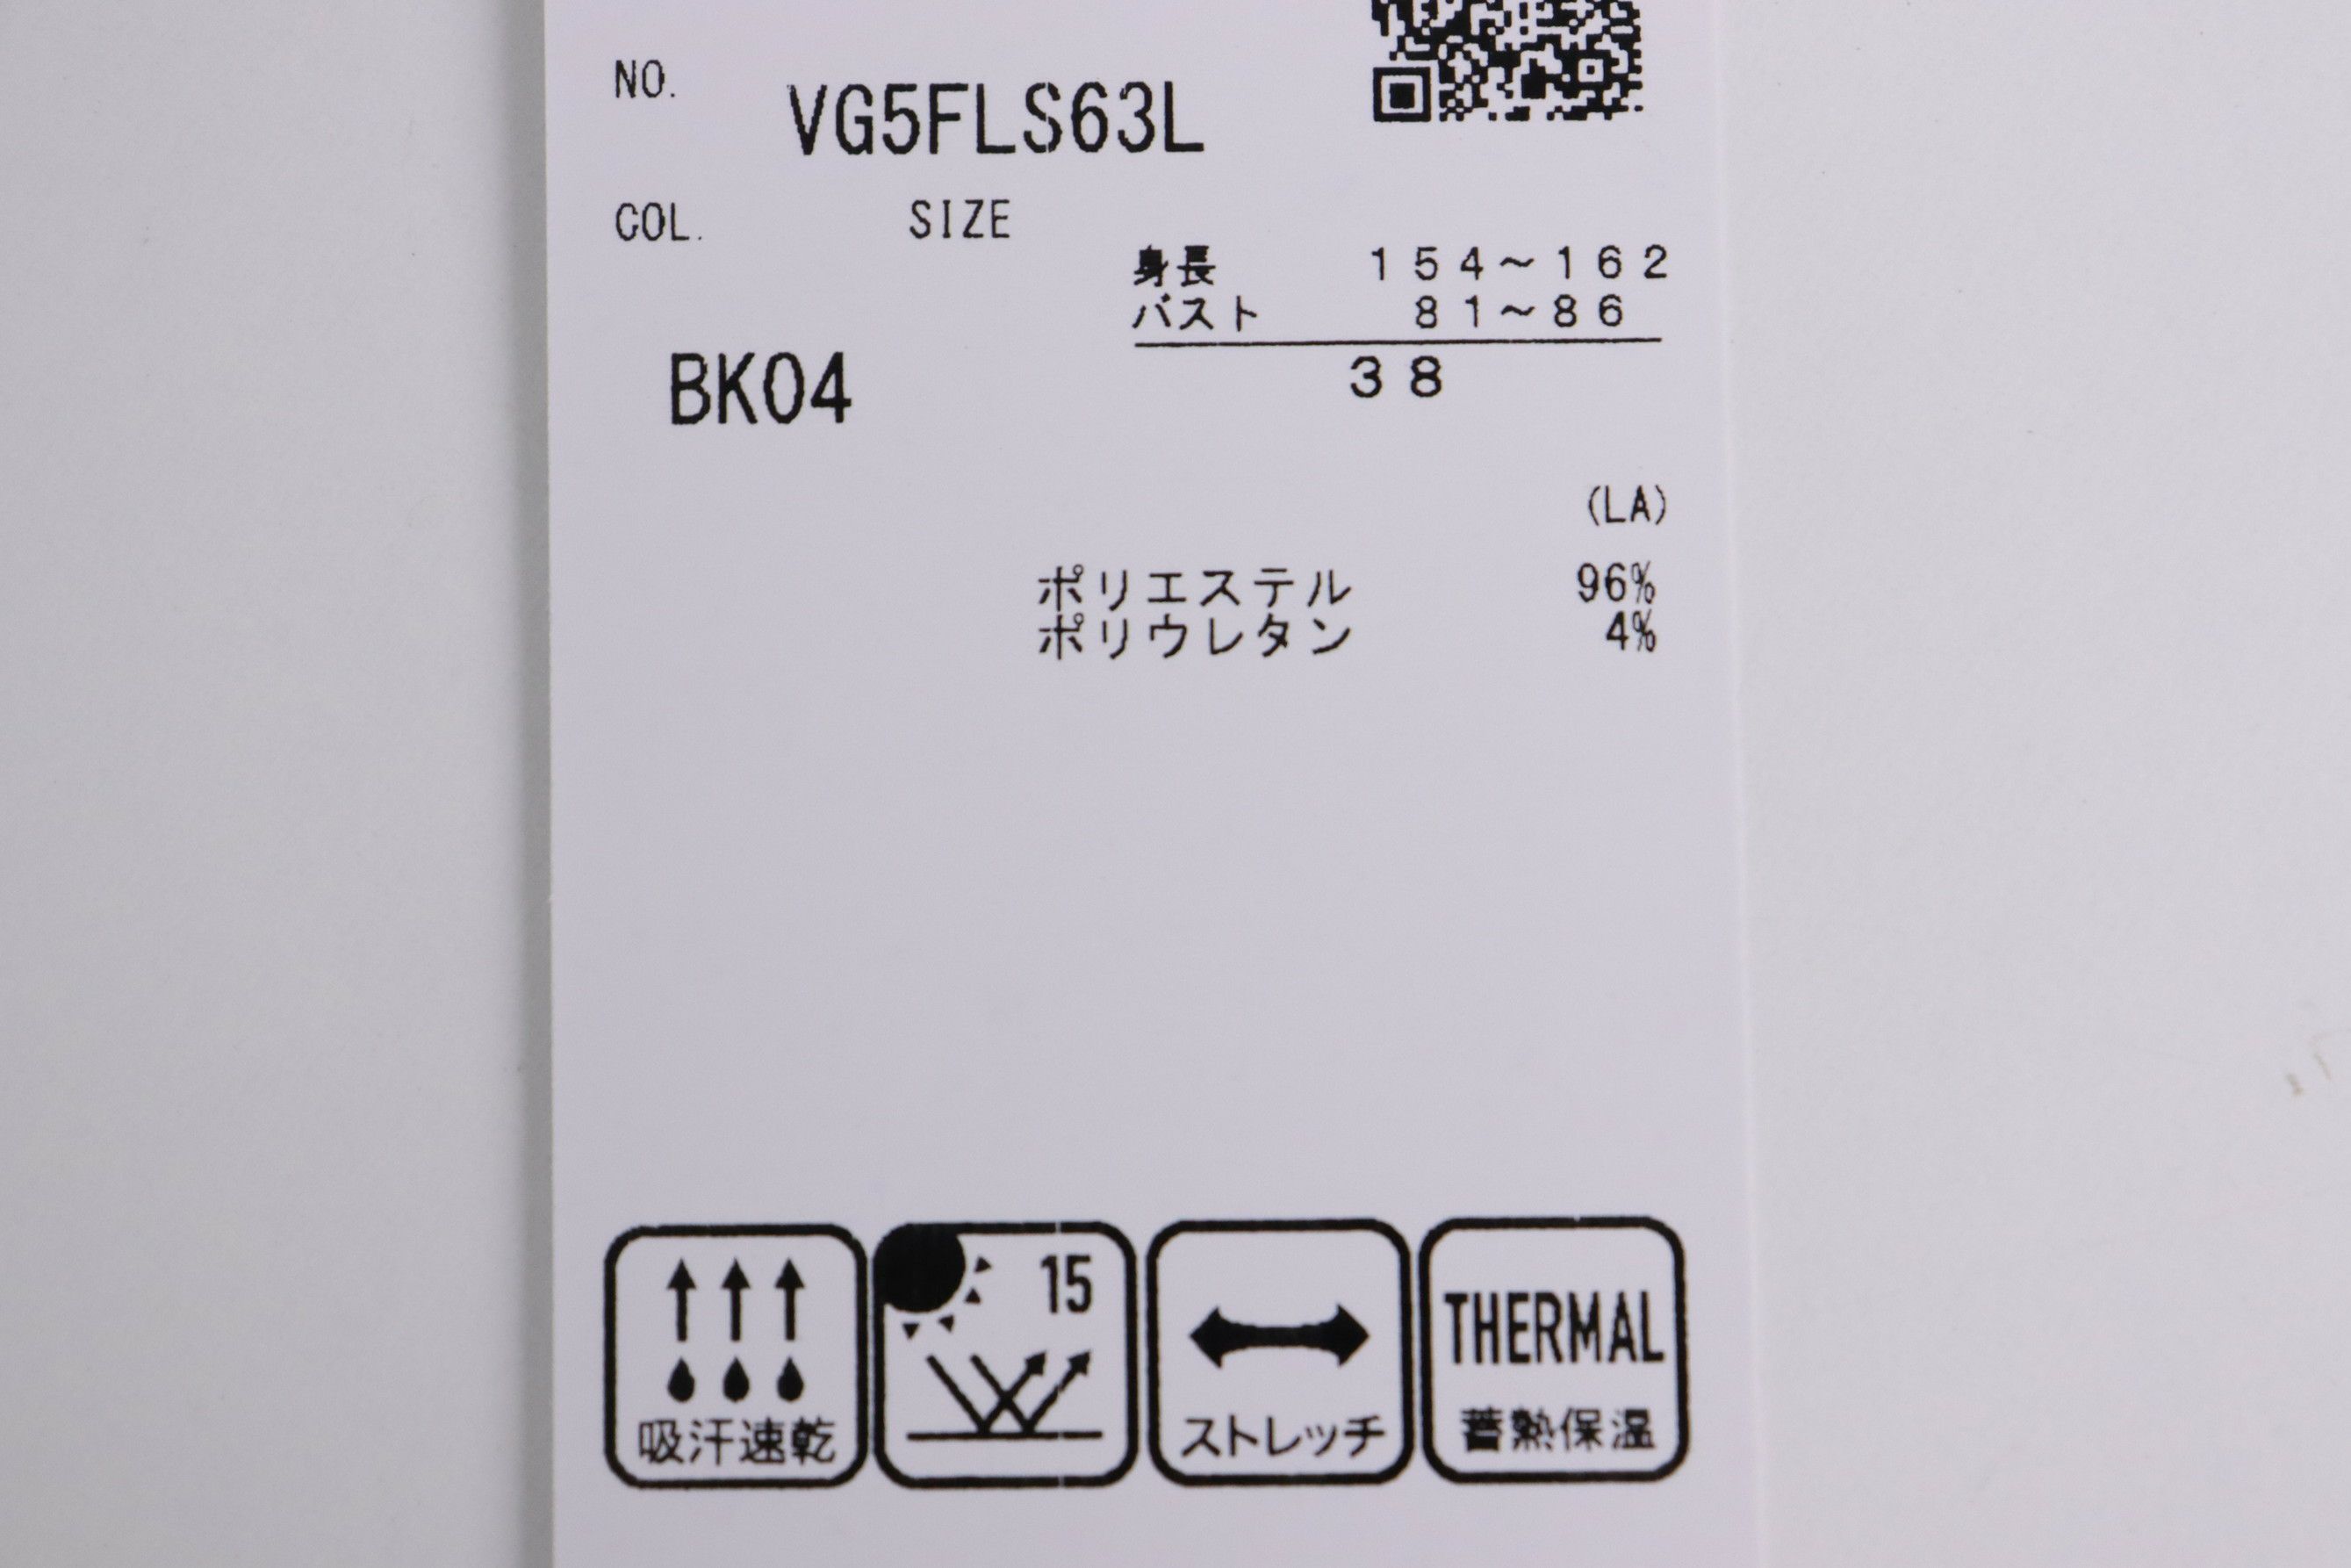 NO.
VG5FLS63L
COL. SIZE
身長 154~162
バスト 81~86
BK04 38
(LA)
ポリエステル 96%
ポリウレタン 4%
15
THERMAL
吸汗速乾 ストレッチ 蓄熱保温